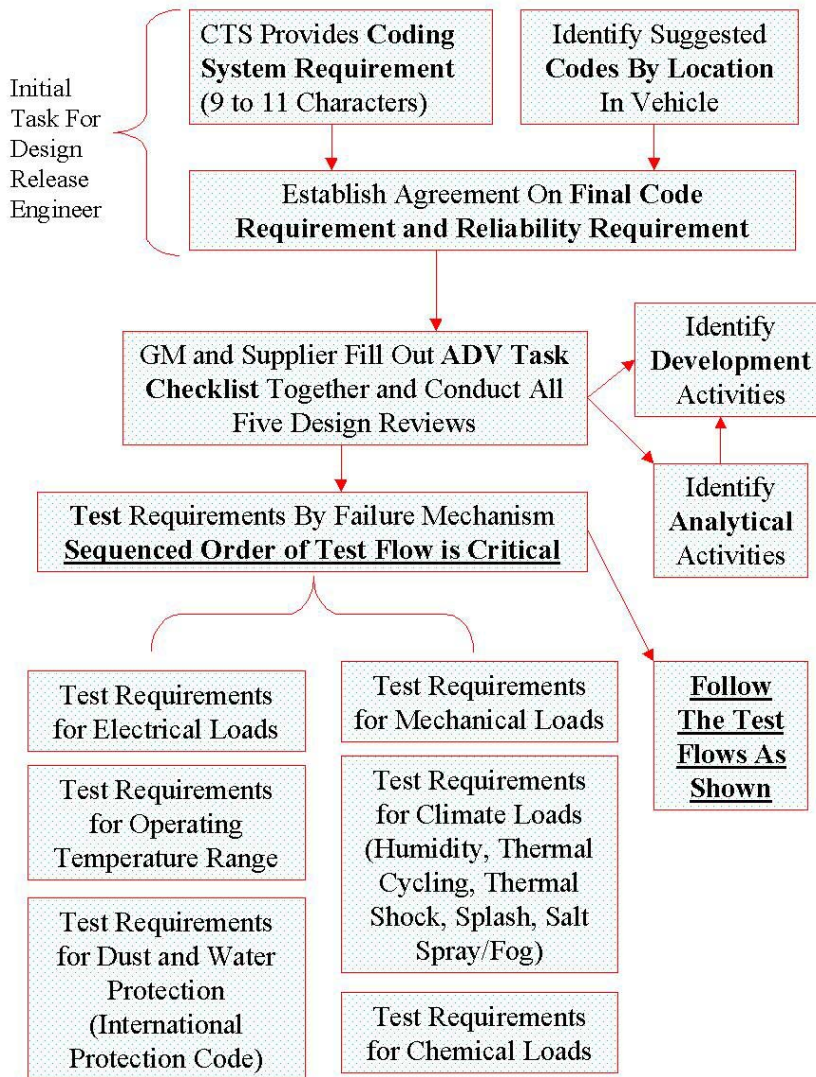 Initial
Task For
Design
Release
Engineer
CTS Provides Coding
System Requirement
(9 to 11 Characters)
Identify Suggested
Codes By Location
In Vehicle
Establish Agreement On Final Code
Requirement and Reliability Requirement
GM and Supplier Fill Out ADV Task
Checklist Together and Conduct All
Five Design Reviews
Identify
Development
Activities
Identify
Analytical
Activities
Test Requirements By Failure Mechanism
Sequenced Order of Test Flow is Critical
Test Requirements
for Electrical Loads
Test Requirements
for Operating
Temperature Range
Test Requirements
for Dust and Water
Protection
(International
Protection Code)
Test Requirements
for Mechanical Loads
Test Requirements
for Climate Loads
(Humidity, Thermal
Cycling, Thermal
Shock, Splash, Salt
Spray/Fog)
Test Requirements
for Chemical Loads
Follow
The Test
Flows As
Shown